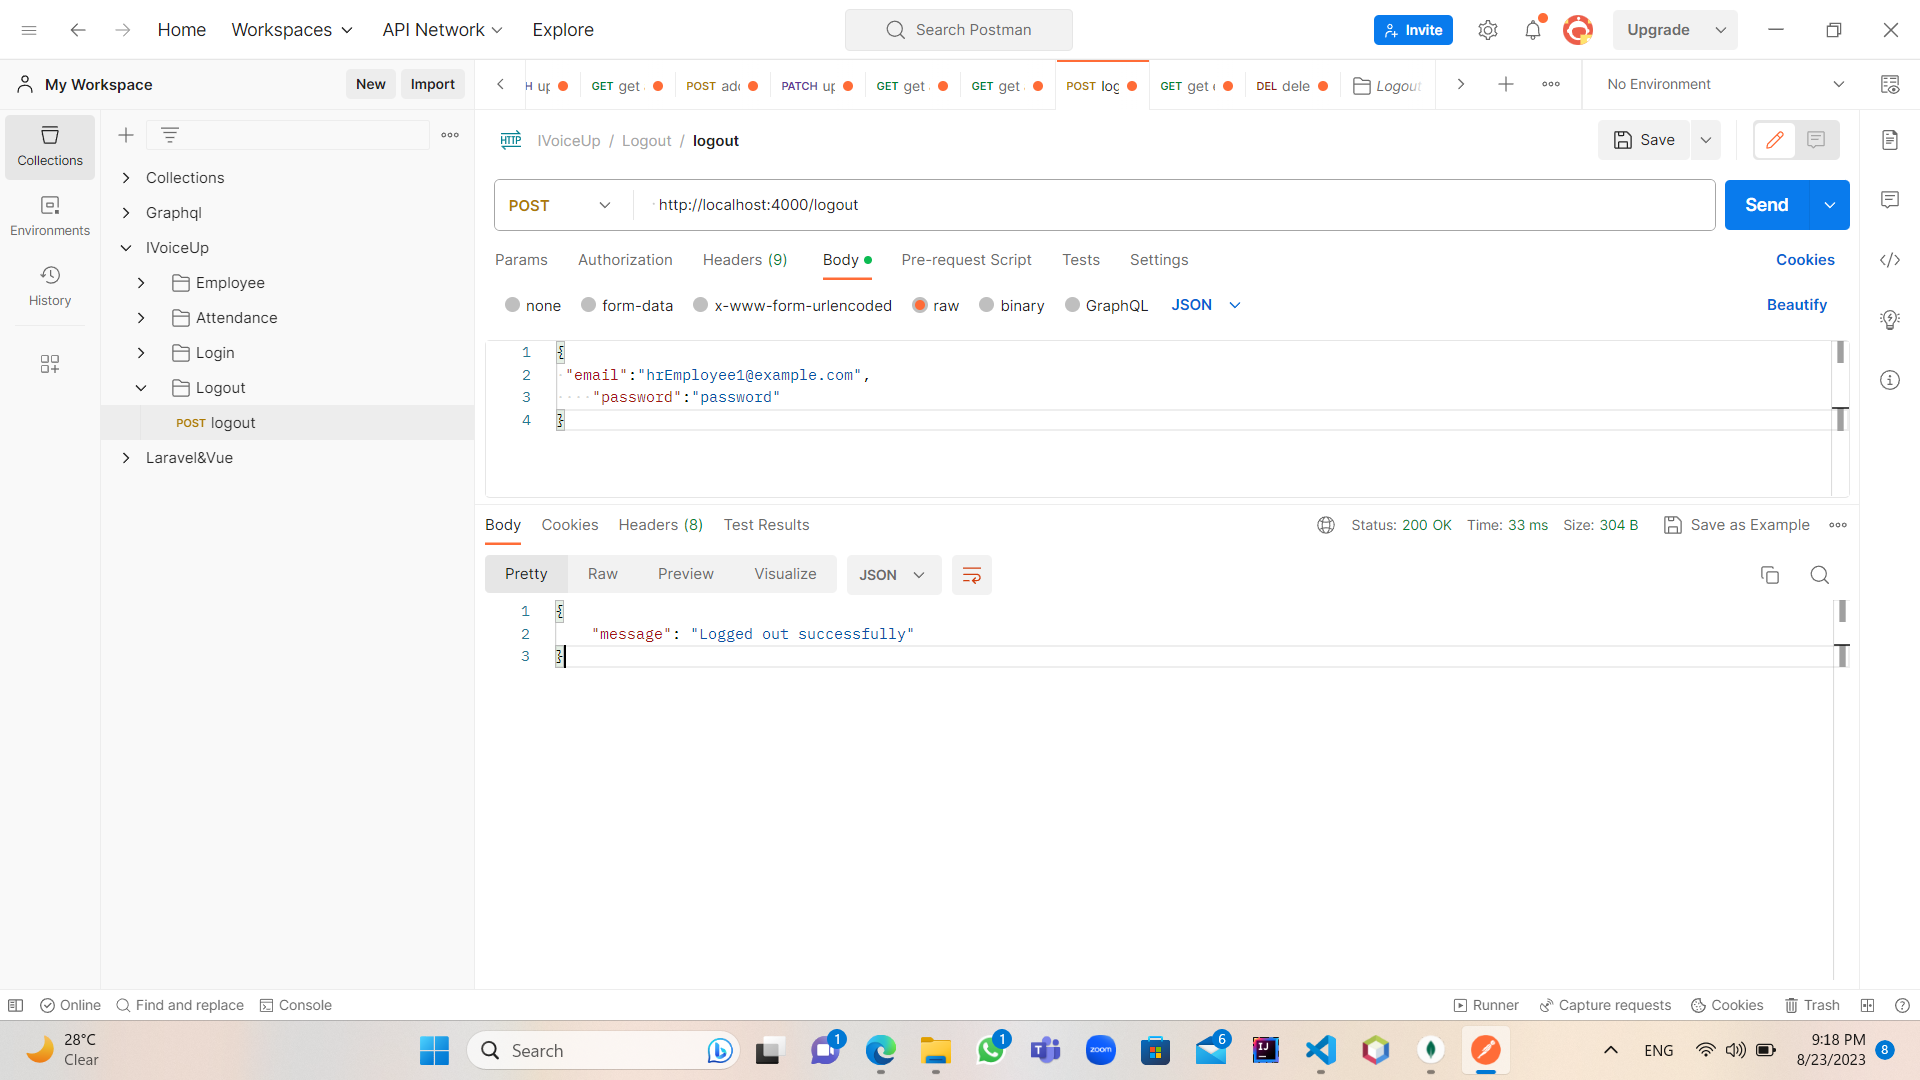 Home Workspaces API Network Explore Search Postman Invite Upgrade
My Workspace New Import
H up GET get POST add PATCH up GET get GET get POST log GET get e DEL dele Logout No Environment
Collections
Environments
History
Collections
Graphql
IVoiceUp
Employee
Attendance
Login
Logout
POST logout
Laravel&Vue
HTTP IVoiceUp / Logout / logout Save
POST http://localhost:4000/logout Send
Params Authorization Headers (9) Body Pre-request Script Tests Settings Cookies
none form-data x-www-form-urlencoded raw binary GraphQL JSON Beautify
1 {
2 "email":"hrEmployee1@example.com",
3 ····"password":"password"
4 }
Body Cookies Headers (8) Test Results Status: 200 OK Time: 33 ms Size: 304 B Save as Example
Pretty Raw Preview Visualize JSON
1 {
2 "message": "Logged out successfully"
3 }
Online Find and replace Console Runner Capture requests Cookies Trash
28°C
Clear
Search
1
1
zoom
6
IJ
ENG
9:18 PM
8/23/2023
8